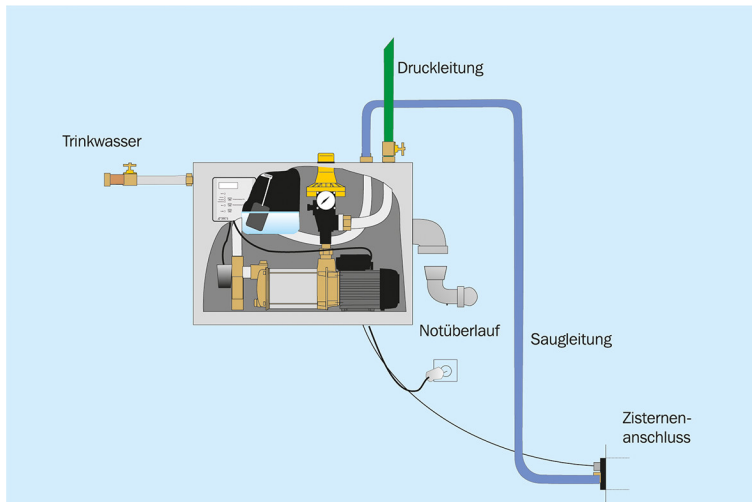 Druckleitung
Trinkwasser
Notüberlauf
Saugleitung
Zisternen-
anschluss